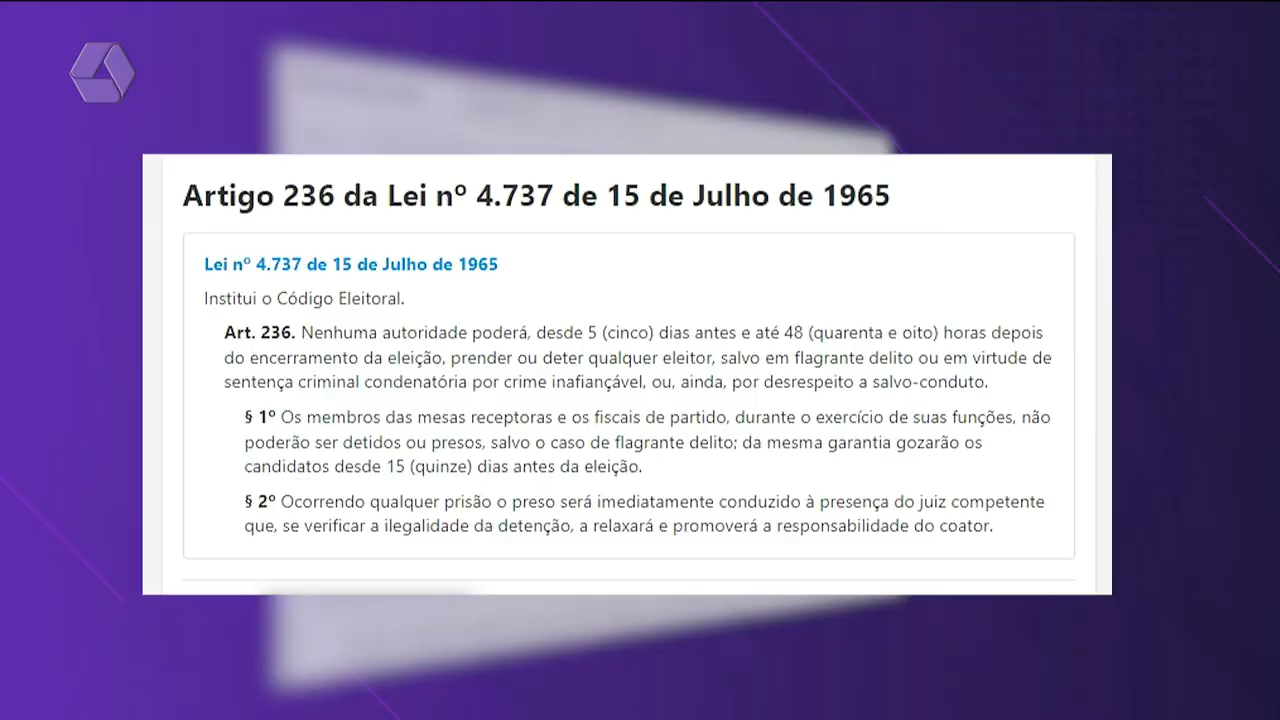 Artigo 236 da Lei nº 4.737 de 15 de Julho de 1965
Lei nº 4.737 de 15 de Julho de 1965
Institui o Código Eleitoral.
Art. 236. Nenhuma autoridade poderá, desde 5 (cinco) dias antes e até 48 (quarenta e oito) horas depois
do encerramento da eleição, prender ou deter qualquer eleitor, salvo em flagrante delito ou em virtude de
sentença criminal condenatória por crime inafiançável, ou, ainda, por desrespeito a salvo-conduto.
§ 1º Os membros das mesas receptoras e os fiscais de partido, durante o exercício de suas funções, não
poderão ser detidos ou presos, salvo o caso de flagrante delito; da mesma garantia gozarão os
candidatos desde 15 (quinze) dias antes da eleição.
§ 2º Ocorrendo qualquer prisão o preso será imediatamente conduzido à presença do juiz competente
que, se verificar a ilegalidade da detenção, a relaxará e promoverá a responsabilidade do coator.